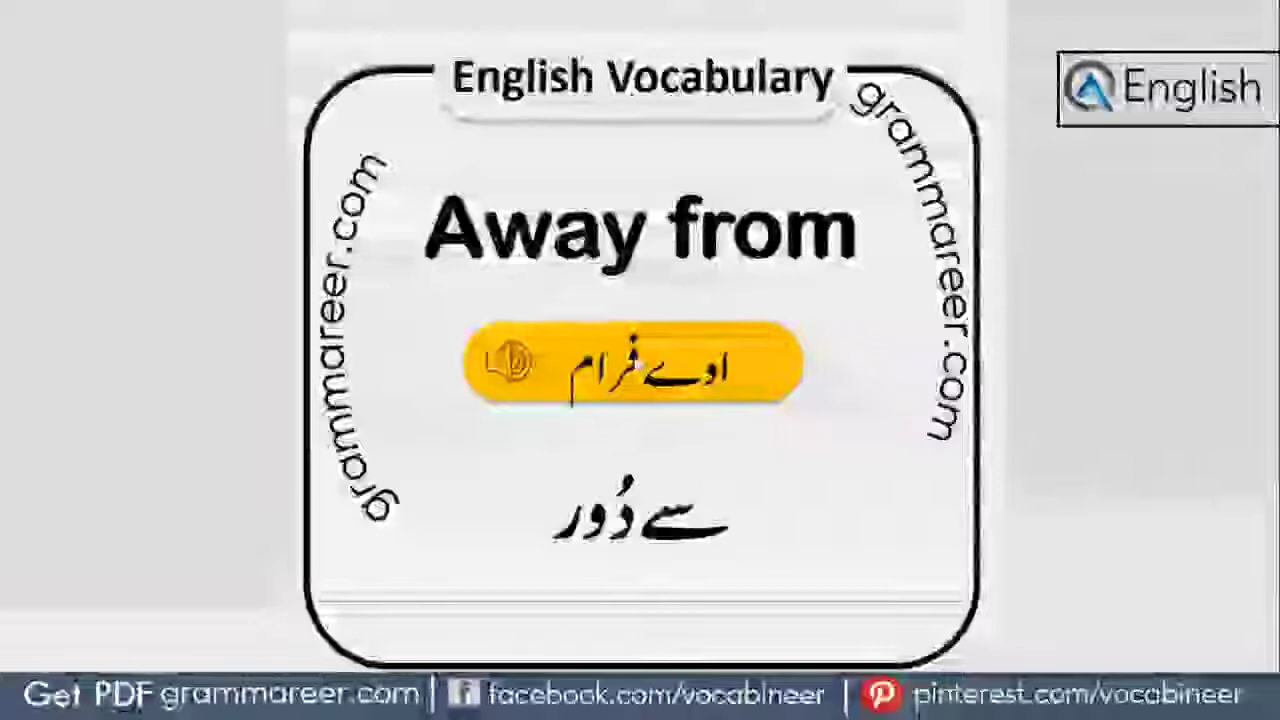 English Vocabulary
English
grammareer.com
grammareer.com
Away from
اوے فرام
سے دُور
Get PDF grammareer.com | facebook.com/vocabineer | pinterest.com/vocabineer